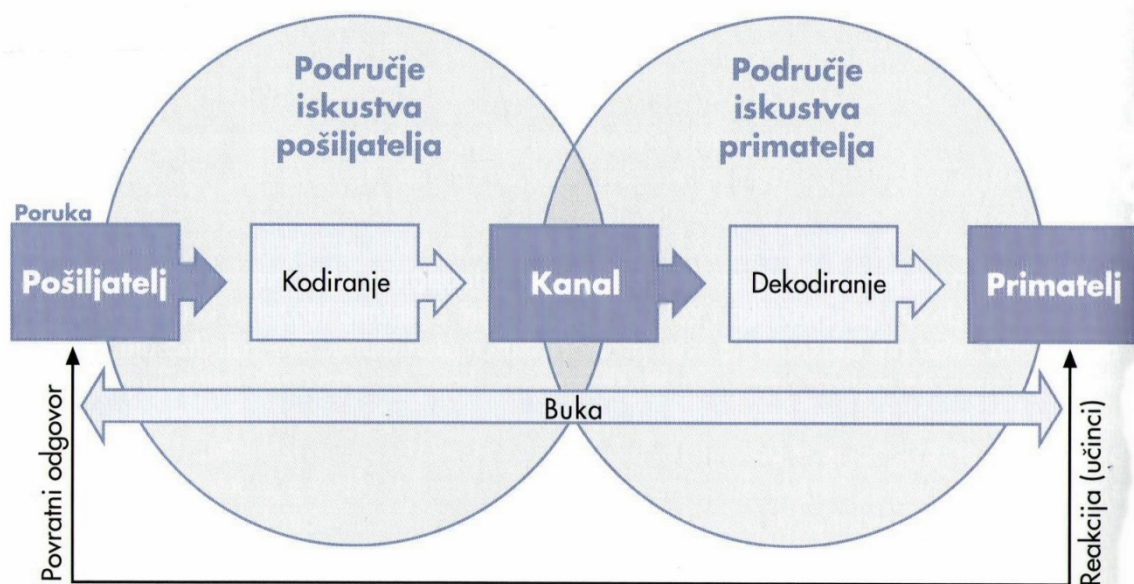 Područje
iskustva
pošiljatelja
Područje
iskustva
primatelja
Poruka
Pošiljatelj
Kodiranje
Kanal
Dekodiranje
Primatelj
Buka
Povratni odgovor
Reakcija (učinci)